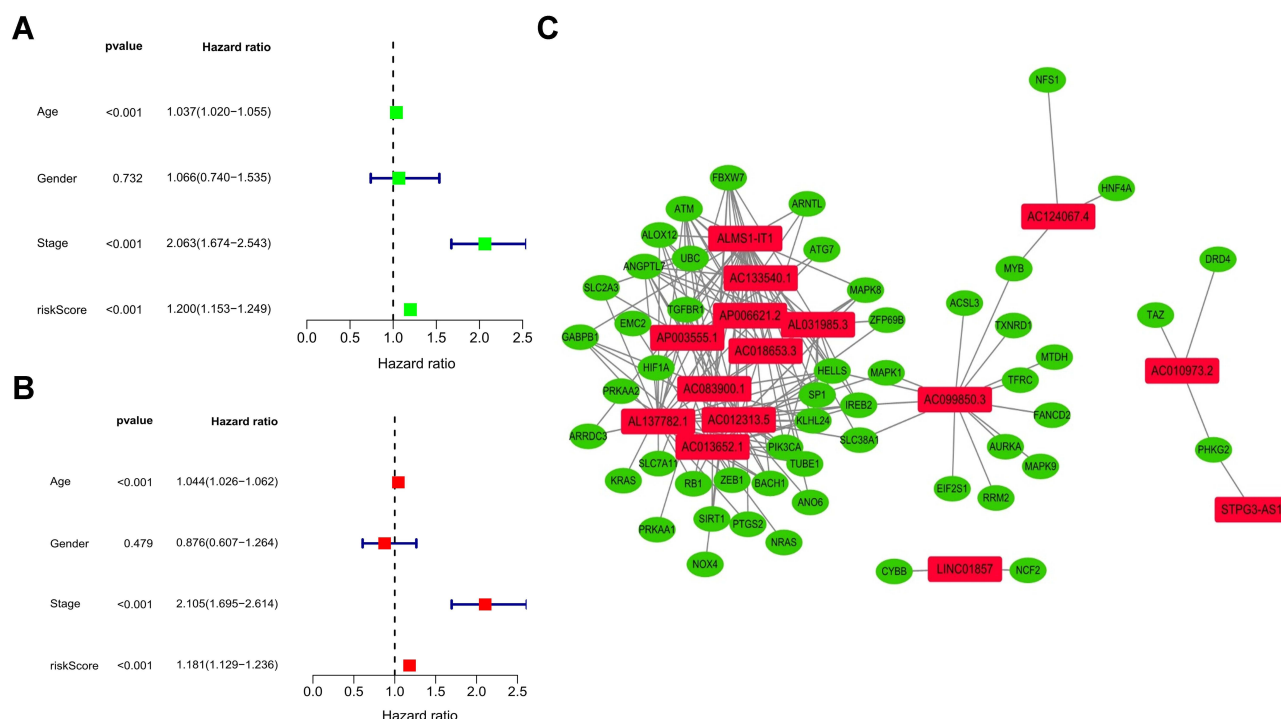 A
pvalue Hazard ratio
Age <0.001 1.037(1.020−1.055)
Gender 0.732 1.066(0.740−1.535)
Stage <0.001 2.063(1.674−2.543)
riskScore <0.001 1.200(1.153−1.249)
0.0 0.5 1.0 1.5 2.0 2.5
Hazard ratio
B
pvalue Hazard ratio
Age <0.001 1.044(1.026−1.062)
Gender 0.479 0.876(0.607−1.264)
Stage <0.001 2.105(1.695−2.614)
riskScore <0.001 1.181(1.129−1.236)
0.0 0.5 1.0 1.5 2.0 2.5
Hazard ratio
C
NFS1
FBXW7
HNF4A
ATM
ARNTL
AC124067.4
ALOX12
ALMS1-IT1
ATG7
UBC
DRD4
ANGPTL7
MYB
AC133540.1
SLC2A3
MAPK8
ACSL3
TGFBR1
AP006621.2
TAZ
EMC2
AL031985.3
ZFP69B
TXNRD1
GABPB1
AP003555.1
AC018653.3
MTDH
HIF1A
HELLS
MAPK1
AC010973.2
TFRC
PRKAA2
AC083900.1
SP1
AC099850.3
IREB2
FANCD2
AL137782.1
AC012313.5
KLHL24
ARRDC3
SLC38A1
AC013652.1
PIK3CA
AURKA
PHKG2
SLC7A11
TUBE1
MAPK9
KRAS
RB1
ZEB1
BACH1
EIF2S1
RRM2
ANO6
STPG3-AS1
SIRT1
PTGS2
PRKAA1
NRAS
NOX4
CYBB
LINC01857
NCF2